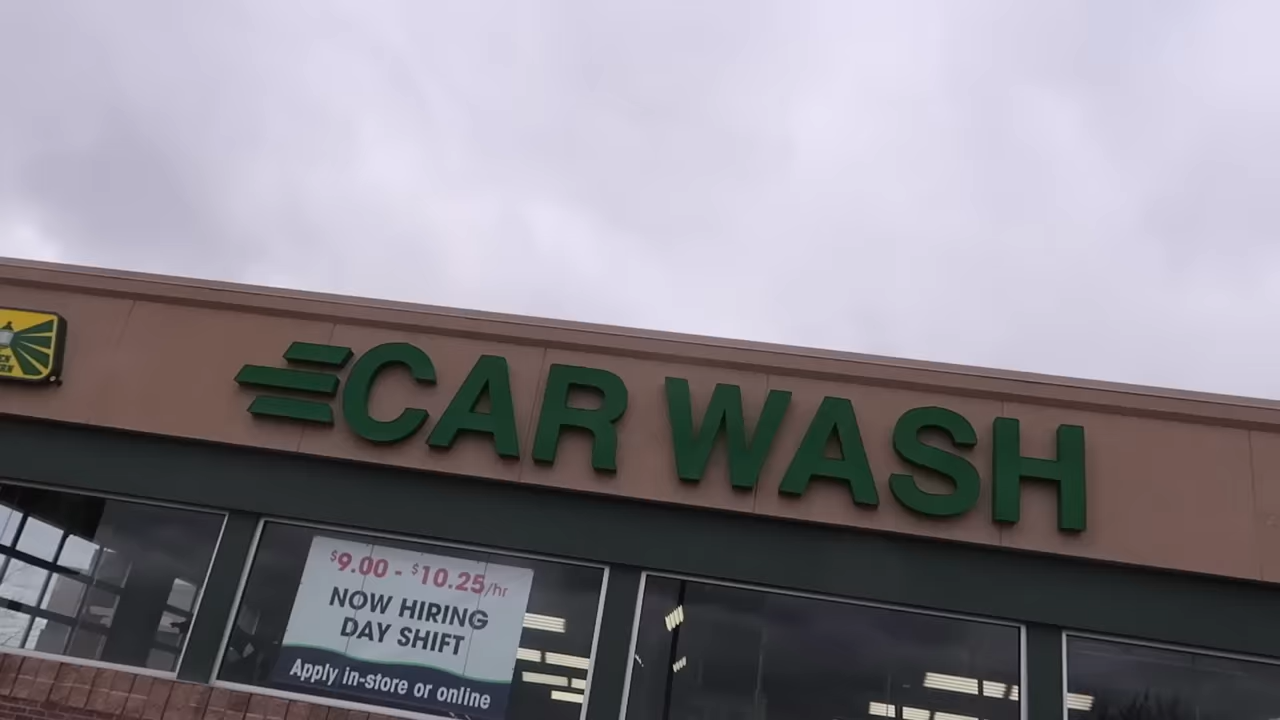 CAR WASH
$9.00 - $10.25/hr
NOW HIRING
DAY SHIFT
Apply in-store or online